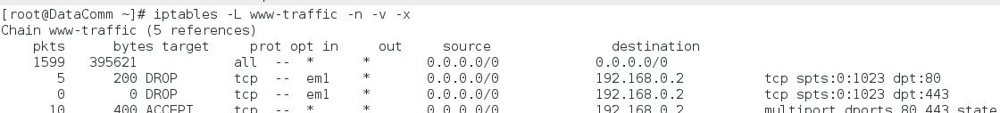 [root@DataComm ~]# iptables -L www-traffic -n -v -x
Chain www-traffic (5 references)
pkts bytes target prot opt in out source destination
1599 395621 all -- * * 0.0.0.0/0 0.0.0.0/0
5 200 DROP tcp -- em1 * 0.0.0.0/0 192.168.0.2 tcp spts:0:1023 dpt:80
0 0 DROP tcp -- em1 * 0.0.0.0/0 192.168.0.2 tcp spts:0:1023 dpt:443
10 400 ACCEPT tcp -- * * 0.0.0.0/0 192.168.0.2 multiport dports 80,443 state